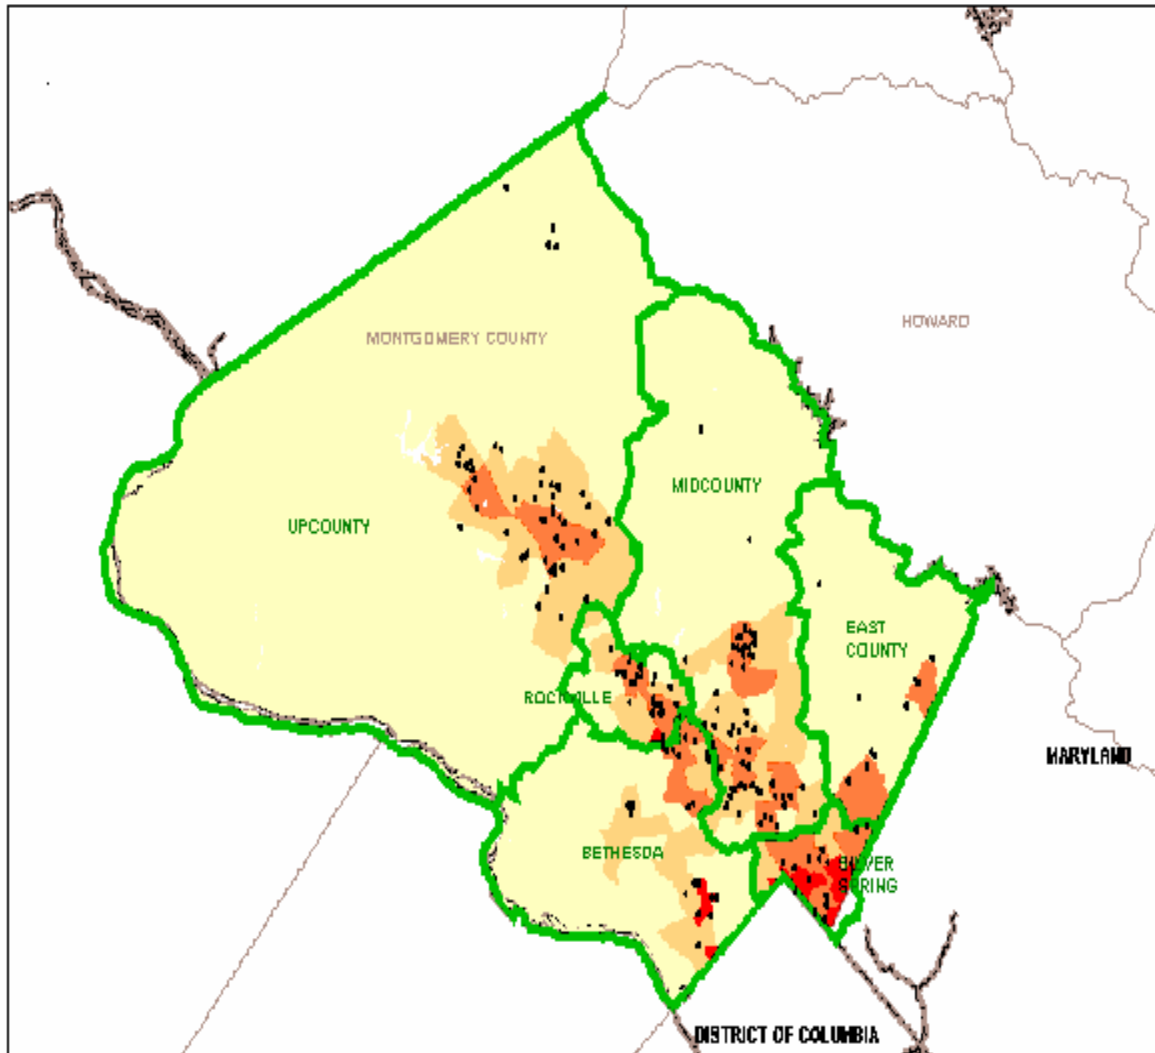 HOWARD
MONTGOMERY COUNTY
MIDCOUNTY
UPCOUNTY
EAST
COUNTY
ROCKVILLE
MARYLAND
BETHESDA
SILVER
SPRING
DISTRICT OF COLUMBIA